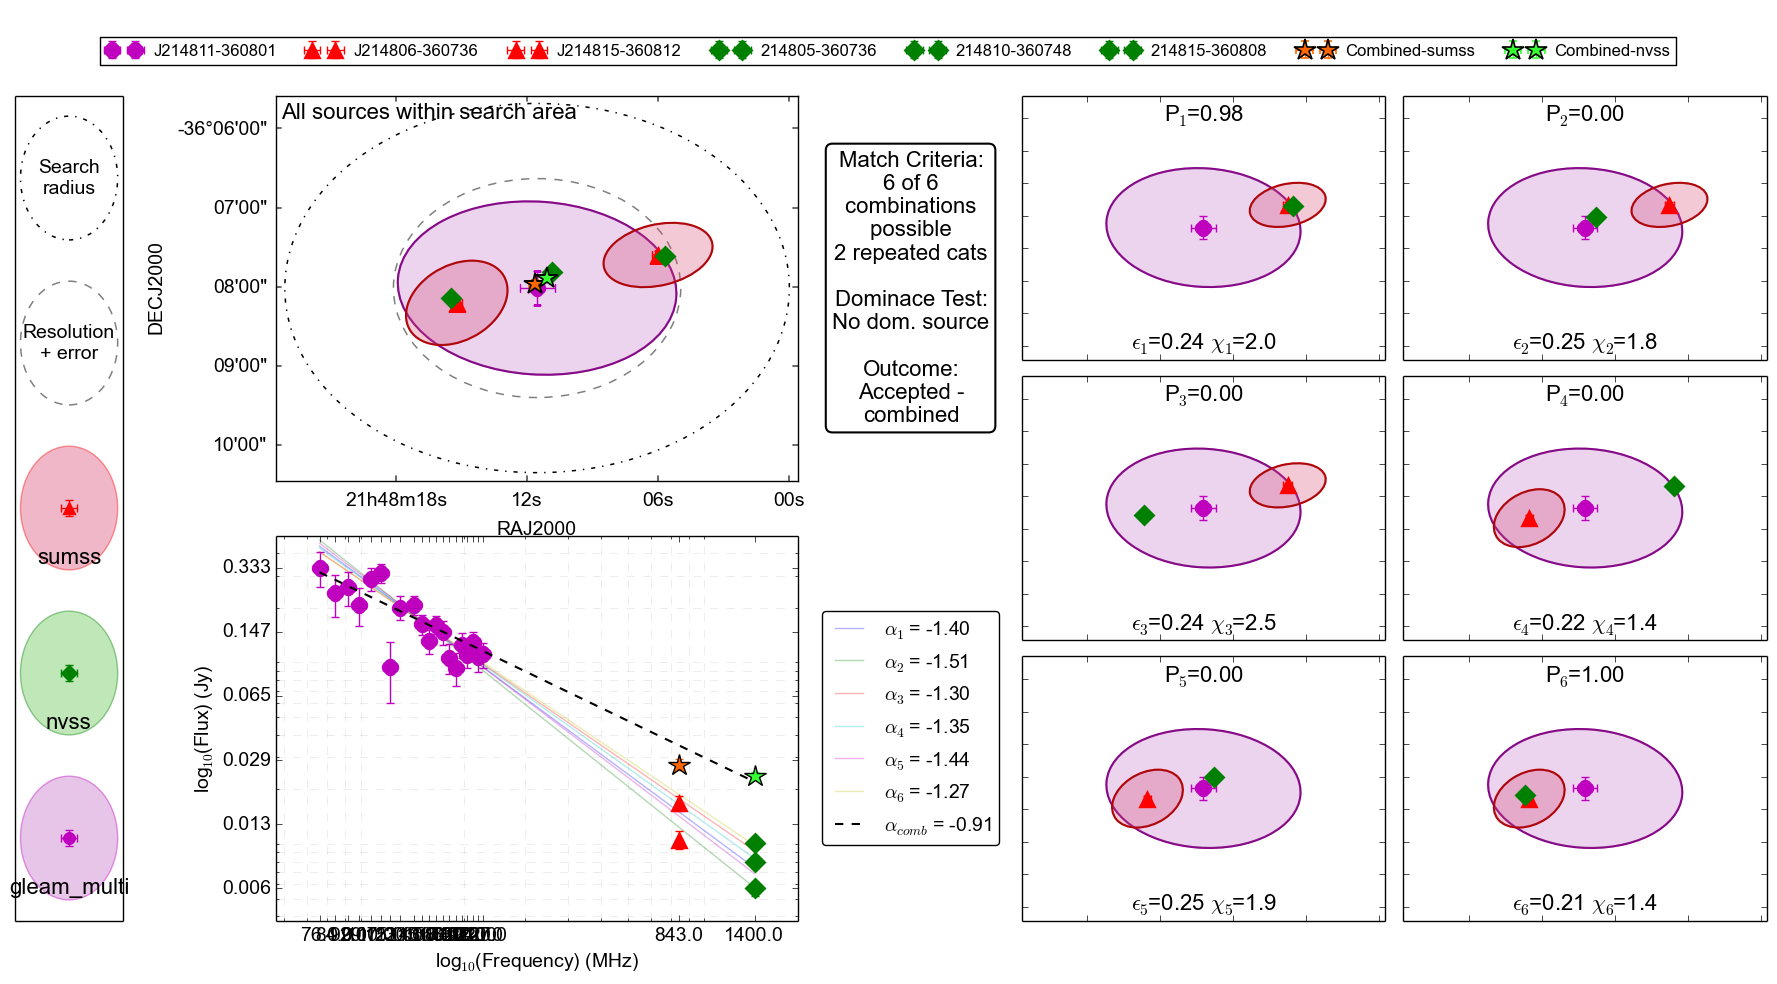 J214811-360801 J214806-360736 J214815-360812 214805-360736 214810-360748 214815-360808 Combined-sumss Combined-nvss
Search
radius
Resolution
+ error
sumss
nvss
gleam_multi
All sources within search area
DECJ2000
-36°06'00"
07'00"
08'00"
09'00"
10'00"
21h48m18s 12s 06s 00s
RAJ2000
Match Criteria:
6 of 6
combinations
possible
2 repeated cats
Dominace Test:
No dom. source
Outcome:
Accepted -
combined
log10(Flux) (Jy)
0.333
0.147
0.065
0.029
0.013
0.006
843.0 1400.0
log10(Frequency) (MHz)
α1 = -1.40
α2 = -1.51
α3 = -1.30
α4 = -1.35
α5 = -1.44
α6 = -1.27
αcomb = -0.91
P1=0.98
ϵ1=0.24 χ1=2.0
P2=0.00
ϵ2=0.25 χ2=1.8
P3=0.00
ϵ3=0.24 χ3=2.5
P4=0.00
ϵ4=0.22 χ4=1.4
P5=0.00
ϵ5=0.25 χ5=1.9
P6=1.00
ϵ6=0.21 χ6=1.4